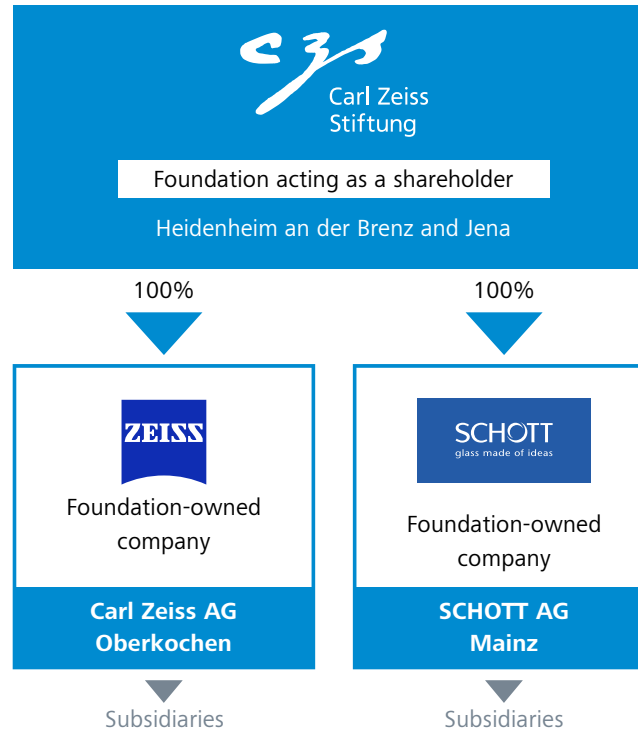 czs
Carl Zeiss
Stiftung
Foundation acting as a shareholder
Heidenheim an der Brenz and Jena
100%
100%
ZEISS
Foundation-owned
company
Carl Zeiss AG
Oberkochen
SCHOTT
glass made of ideas
Foundation-owned
company
SCHOTT AG
Mainz
Subsidiaries
Subsidiaries